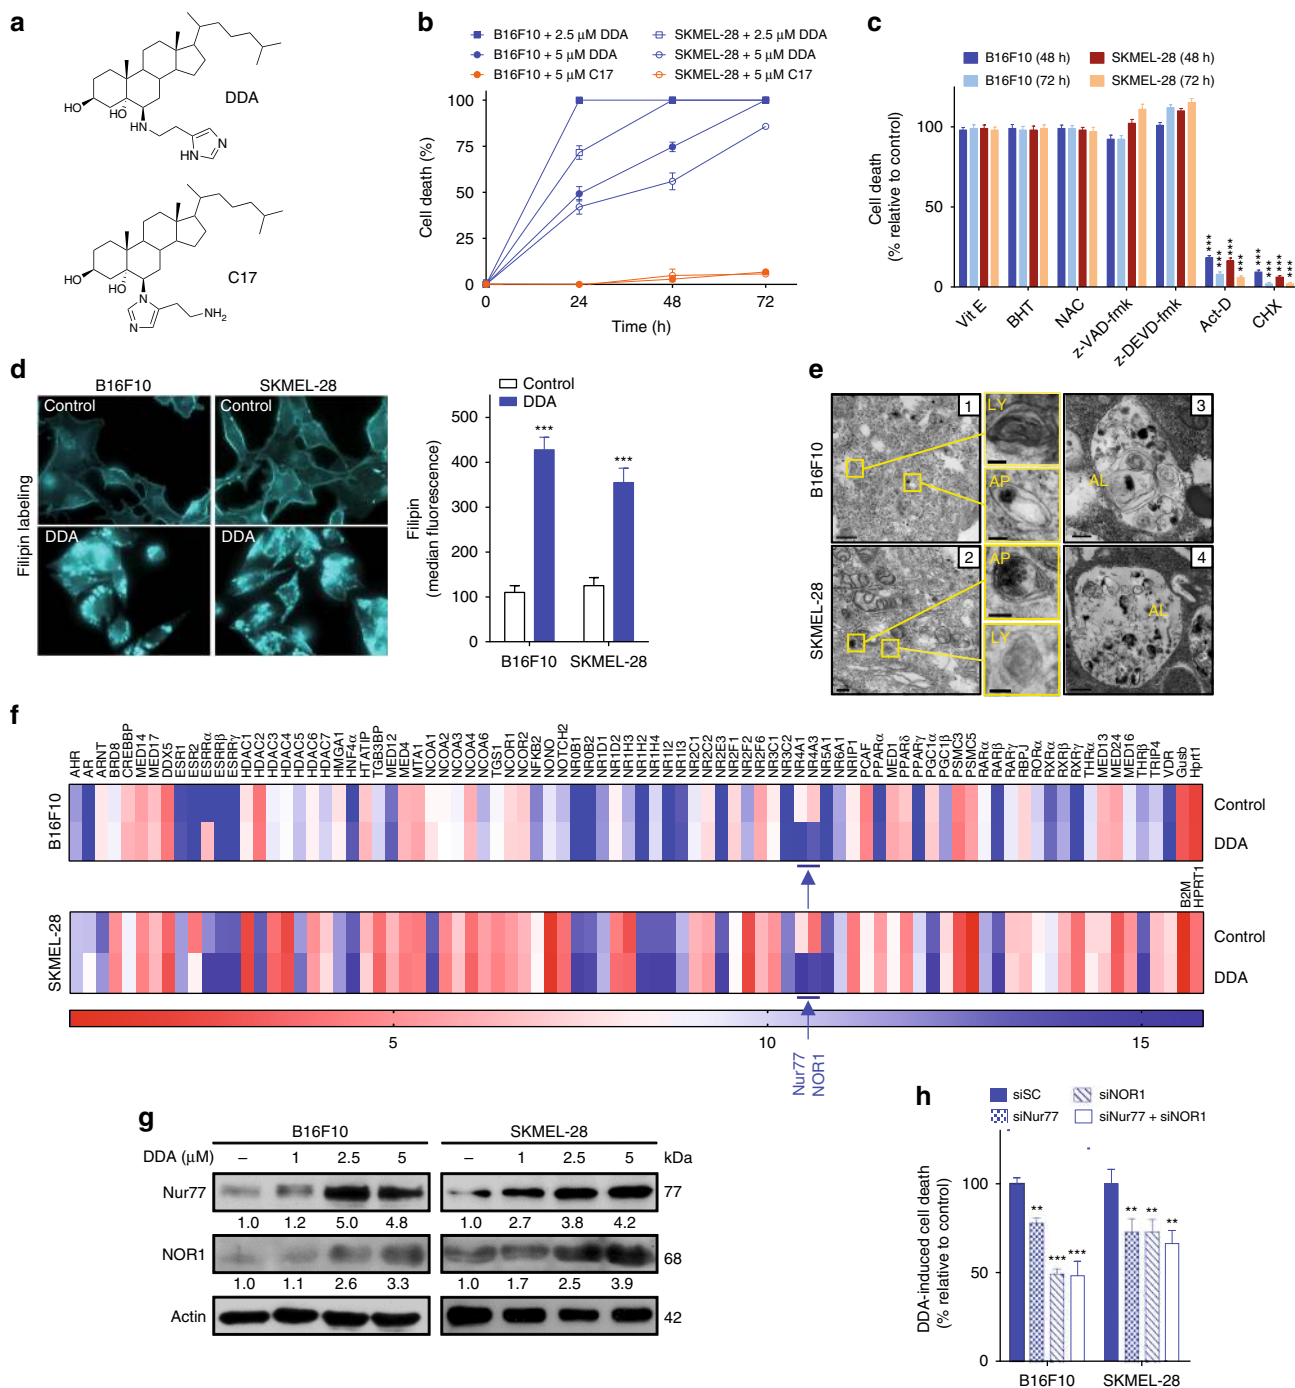 a
HO
OH
HN
HN
N
DDA
HO
OH
N
N
NH2
C17
b
B16F10 + 2.5 μM DDA
SKMEL-28 + 2.5 μM DDA
B16F10 + 5 μM DDA
SKMEL-28 + 5 μM DDA
B16F10 + 5 μM C17
SKMEL-28 + 5 μM C17
Cell death (%)
100
75
50
25
0
0 24 48 72
Time (h)
c
B16F10 (48 h) SKMEL-28 (48 h)
B16F10 (72 h) SKMEL-28 (72 h)
Cell death
(% relative to control)
100
50
0
*** *** *** *** *** *** *** ***
Vit E BHT NAC z-VAD-fmk z-DEVD-fmk Act-D CHX
d
B16F10 SKMEL-28
Filipin labeling
Control Control
DDA DDA
Control
DDA
Filipin
(median fluorescence)
500
400
300
200
100
0
*** ***
B16F10 SKMEL-28
e
B16F10
1 LY 3
AP AL
SKMEL-28
2 AP 4
LY AL
f
AHR AR ARNT BRD8 CREBBP MED14 MED17 DDX5 ESR1 ESR2 ESRRα ESRRβ ESRRγ HDAC1 HDAC2 HDAC3 HDAC4 HDAC5 HDAC6 HDAC7 HMGA1 HNF4α HTATIP TGB3BP MED12 MED4 MTA1 NCOA1 NCOA2 NCOA3 NCOA4 NCOA6 TGS1 NCOR1 NCOR2 NFKB2 NONO NOTCH2 NR0B1 NR0B2 NR1D1 NR1D2 NR1H3 NR1H2 NR1H4 NR1I2 NR1I3 NR2C1 NR2C2 NR2E3 NR2F1 NR2F2 NR2F6 NR3C1 NR3C2 NR4A1 NR4A3 NR5A1 NR6A1 NRIP1 PCAF PPARα MED1 PPARδ PPARγ PGC1α PGC1β PSMC3 PSMC5 RARα RARβ RARγ RBPJ RORα RXRα RXRβ RXRγ THRα MED13 MED24 MED16 THRβ TRIP4 VDR Gusb Hprt1
B16F10
Control
DDA
B2M HPRT1
SKMEL-28
Control
DDA
5 10 15
Nur77
NOR1
g
B16F10 SKMEL-28
DDA (μM) – 1 2.5 5 – 1 2.5 5 kDa
Nur77 77
1.0 1.2 5.0 4.8 1.0 2.7 3.8 4.2
NOR1 68
1.0 1.1 2.6 3.3 1.0 1.7 2.5 3.9
Actin 42
h
siSC siNOR1
siNur77 siNur77 + siNOR1
DDA-induced cell death
(% relative to control)
100
50
0
** *** *** ** ** **
B16F10 SKMEL-28